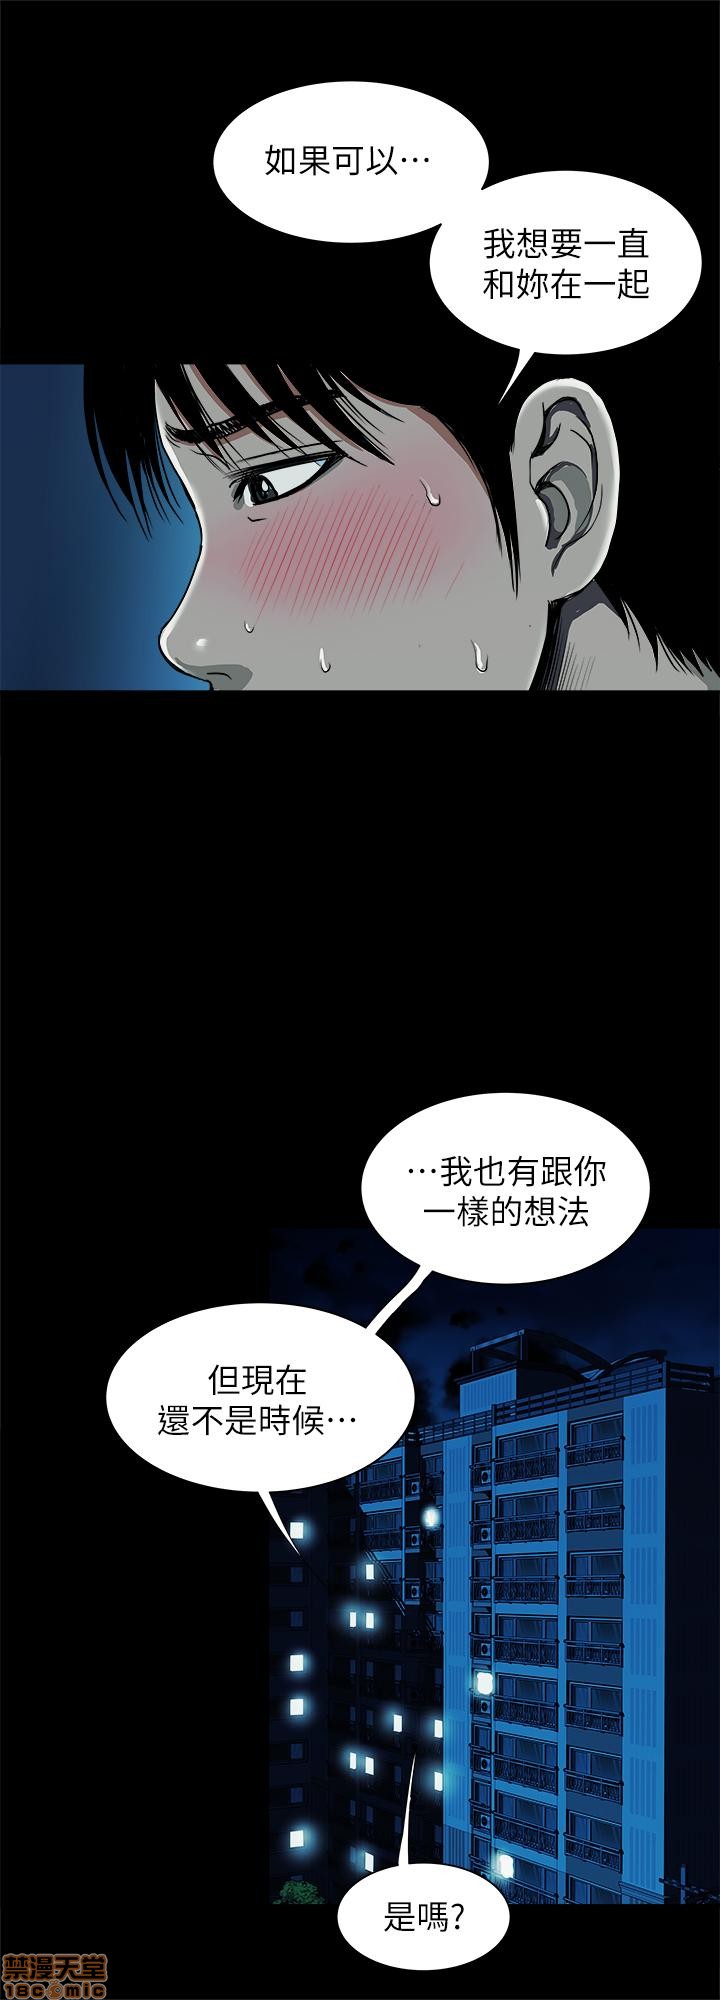 如果可以⋯
我想要一直
和妳在一起
⋯我也有跟你
一樣的想法
但現在
還不是時候⋯
是嗎?
禁漫天堂
18comic